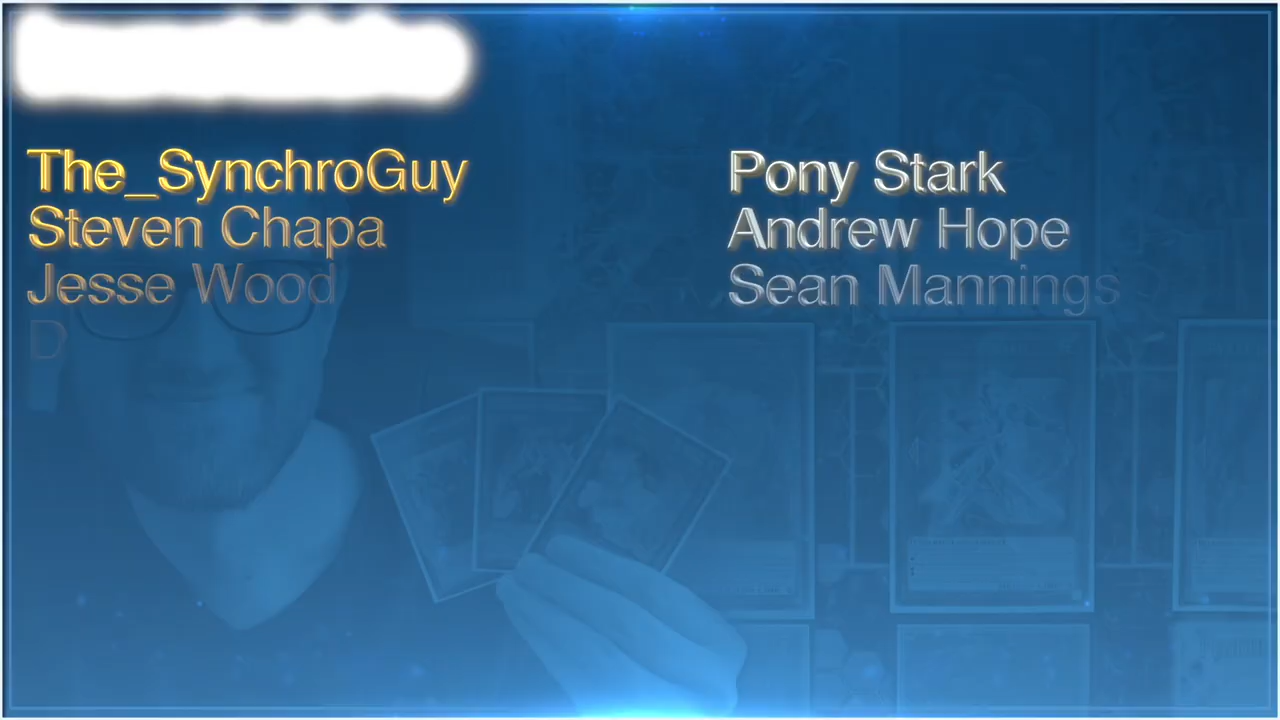 The_SynchroGuy
Steven Chapa
Jesse Wood
D
Pony Stark
Andrew Hope
Sean Mannings